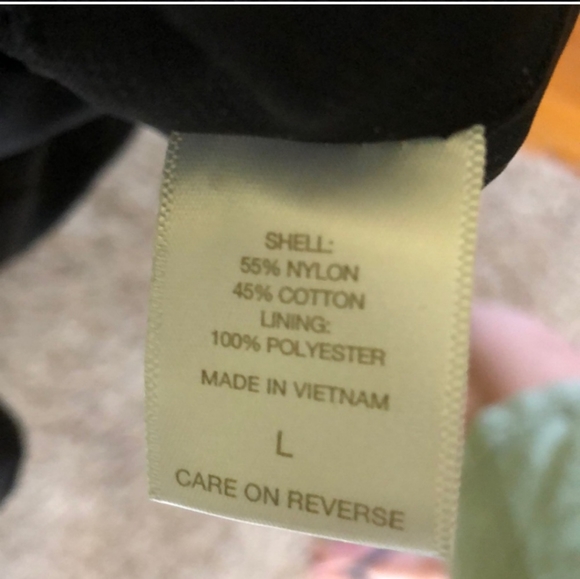 SHELL:
55% NYLON
45% COTTON
LINING:
100% POLYESTER
MADE IN VIETNAM
L
CARE ON REVERSE